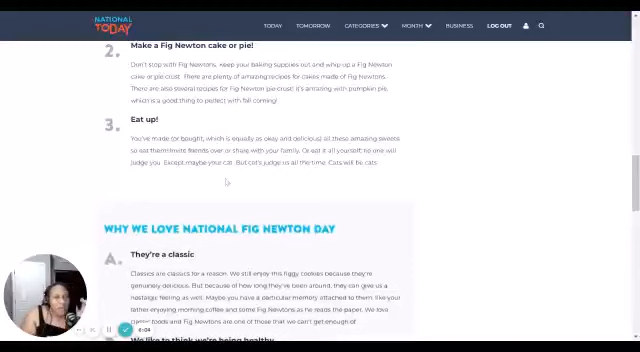 NATIONAL
TODAY
TODAY
TOMORROW
CATEGORIES
MONTH
BUSINESS
LOG OUT
2.
Make a Fig Newton cake or pie!
Don't stop with Fig Newtons, keep your baking supplies out and whip up a Fig Newton
cake or pie crust. There are plenty of amazing recipes for cakes made of Fig Newtons.
There are also several recipes for Fig Newton pie crust! It's amazing with pumpkin pie,
which is a good thing to perfect with fall coming!
3.
Eat up!
You've made (or bought, which is equally as okay and delicious) all these amazing sweets
so eat them! Invite friends over or share with your family. Or eat it all yourself, no one will
judge you. Except maybe your cat. But cat's judge us all the time. Cats will be cats.
WHY WE LOVE NATIONAL FIG NEWTON DAY
A.
They're a classic
Classics are classics for a reason. We still enjoy this figgy cookies because they're
genuinely delicious. But because of how long they've been around, they can give us a
nostalgic feeling as well. Maybe you have a particular memory attached to them, like your
father enjoying morning coffee and some Fig Newtons as he reads the paper. We love
classic foods and Fig Newtons are one of those that we can't get enough of.
We like to think we're being healthy